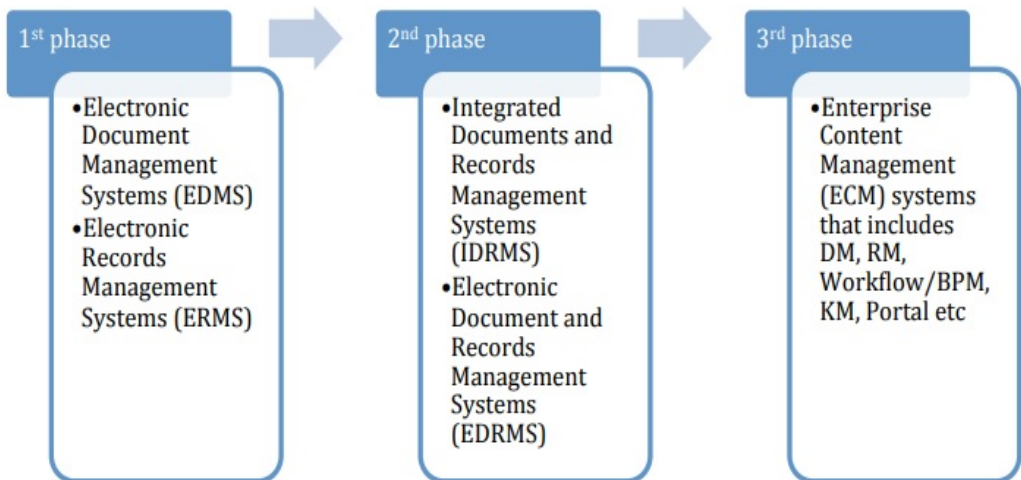 1st phase
•Electronic
Document
Management
Systems (EDMS)
•Electronic
Records
Management
Systems (ERMS)
2nd phase
•Integrated
Documents and
Records
Management
Systems
(IDRMS)
•Electronic
Document and
Records
Management
Systems
(EDRMS)
3rd phase
•Enterprise
Content
Management
(ECM) systems
that includes
DM, RM,
Workflow/BPM,
KM, Portal etc